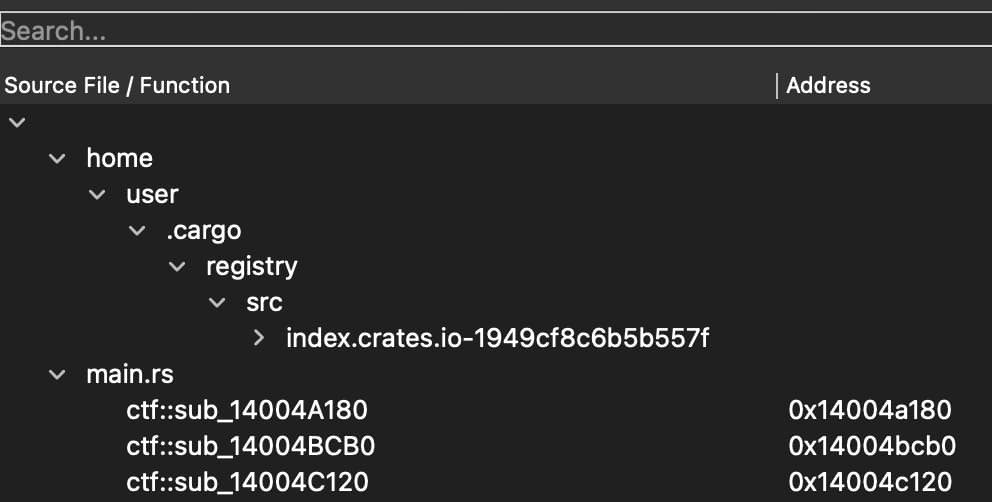 Search...
Source File / Function | Address
home
user
.cargo
registry
src
index.crates.io-1949cf8c6b5b557f
main.rs
ctf::sub_14004A180 0x14004a180
ctf::sub_14004BCB0 0x14004bcb0
ctf::sub_14004C120 0x14004c120